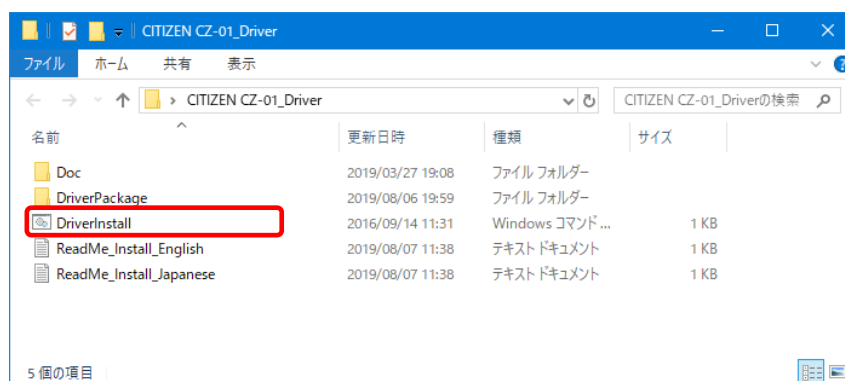 CITIZEN CZ-01_Driver
ファイル ホーム 共有 表示
CITIZEN CZ-01_Driver CITIZEN CZ-01_Driverの検索
名前 更新日時 種類 サイズ
Doc 2019/03/27 19:08 ファイル フォルダー
DriverPackage 2019/08/06 19:59 ファイル フォルダー
DriverInstall 2016/09/14 11:31 Windows コマンド ... 1 KB
ReadMe_Install_English 2019/08/07 11:38 テキスト ドキュメント 1 KB
ReadMe_Install_Japanese 2019/08/07 11:38 テキスト ドキュメント 1 KB
5 個の項目